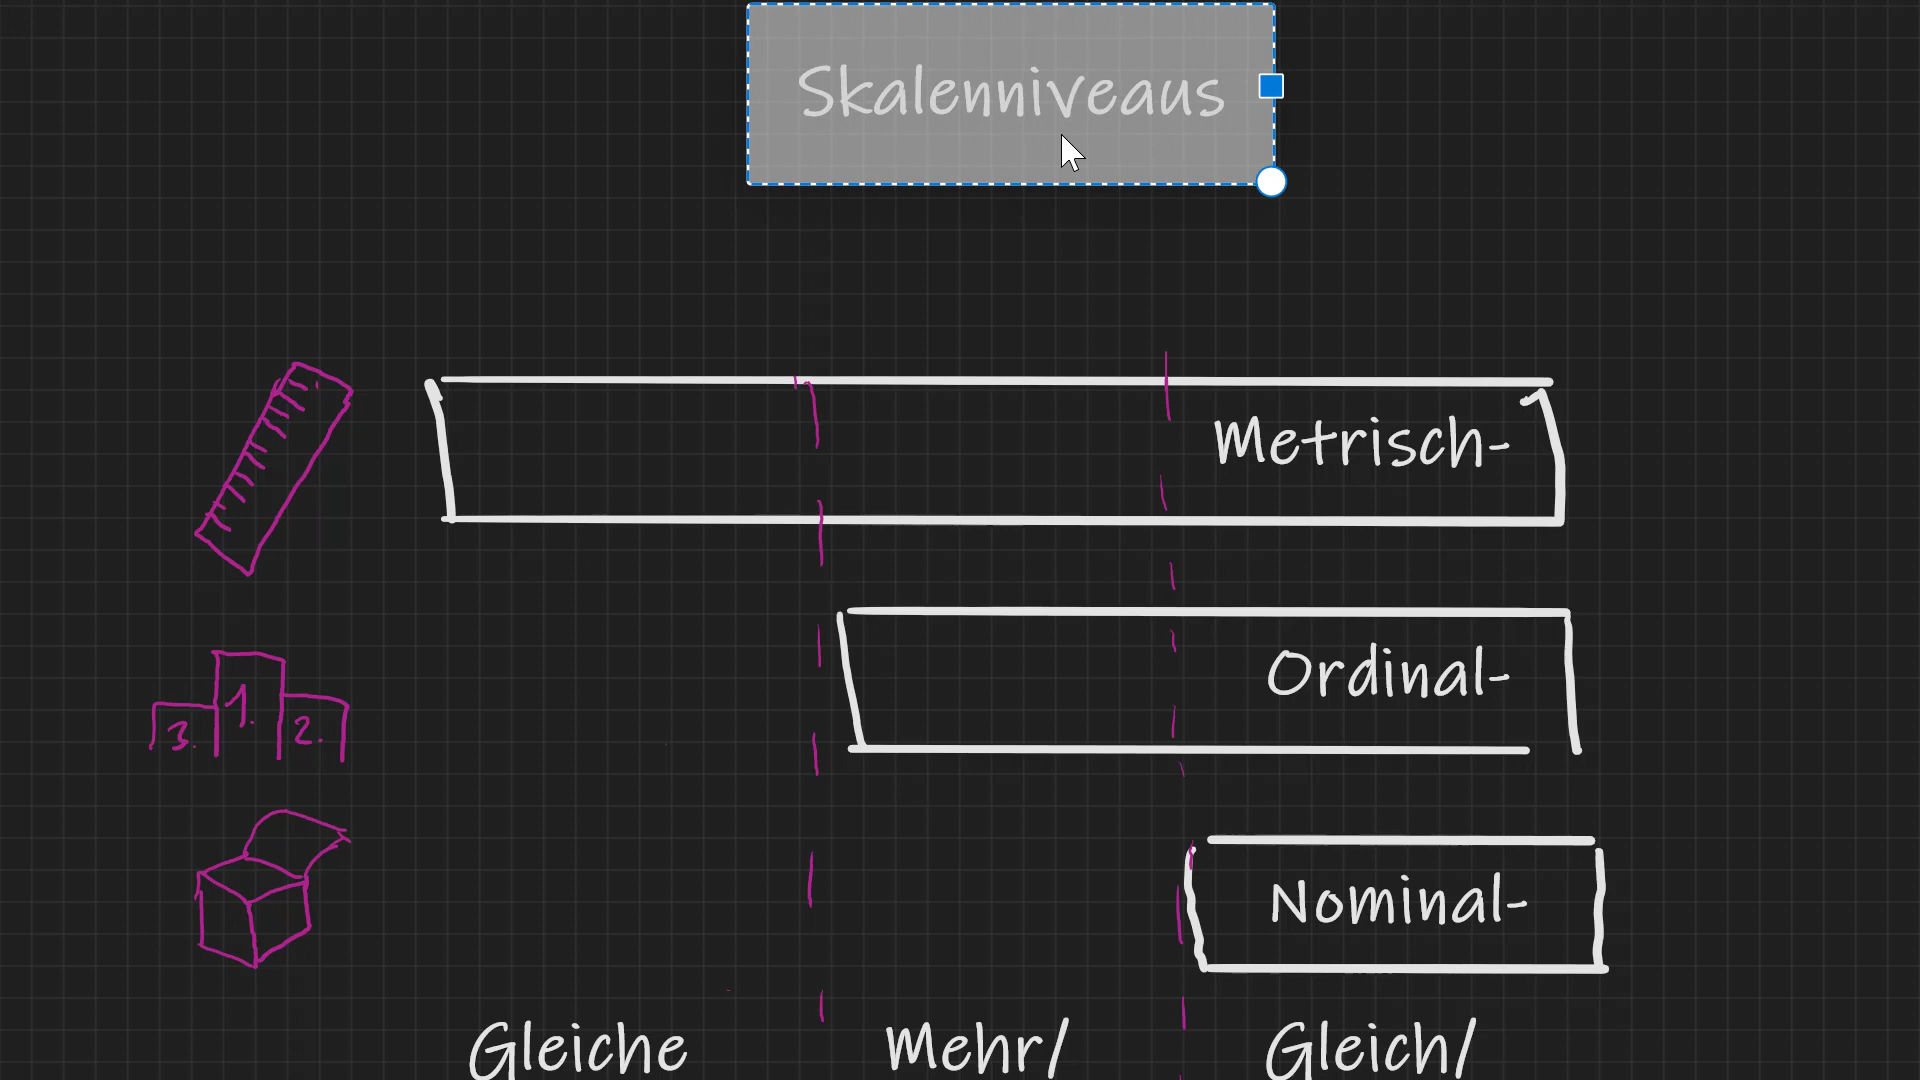 Skalenniveaus
Metrisch-
Ordinal-
3. 1. 2.
Nominal-
Gleiche Mehr/ Gleich/